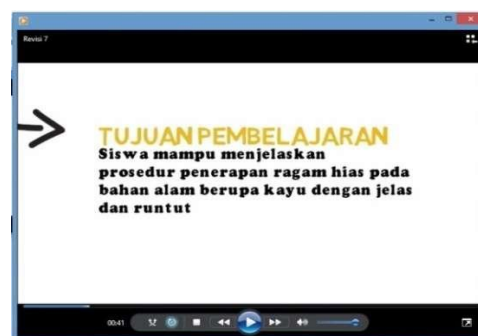 Revisi 7
TUJUAN PEMBELAJARAN
Siswa mampu menjelaskan
prosedur penerapan ragam hias pada
bahan alam berupa kayu dengan jelas
dan runtut
00:41